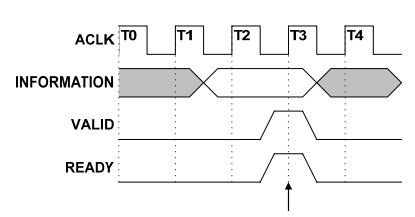 ACLK T0 T1 T2 T3 T4
INFORMATION
VALID
READY